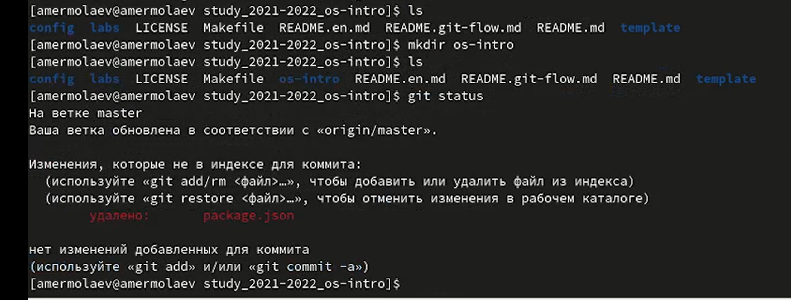 [amermolaev@amermolaev study_2021-2022_os-intro]$ ls
config labs LICENSE Makefile README.en.md README.git-flow.md README.md template
[amermolaev@amermolaev study_2021-2022_os-intro]$ mkdir os-intro
[amermolaev@amermolaev study_2021-2022_os-intro]$ ls
config labs LICENSE Makefile os-intro README.en.md README.git-flow.md README.md template
[amermolaev@amermolaev study_2021-2022_os-intro]$ git status
На ветке master
Ваша ветка обновлена в соответствии с «origin/master».
Изменения, которые не в индексе для коммита:
(используйте «git add/rm <файл>…», чтобы добавить или удалить файл из индекса)
(используйте «git restore <файл>…», чтобы отменить изменения в рабочем каталоге)
удалено: package.json
нет изменений добавленных для коммита
(используйте «git add» и/или «git commit -a»)
[amermolaev@amermolaev study_2021-2022_os-intro]$